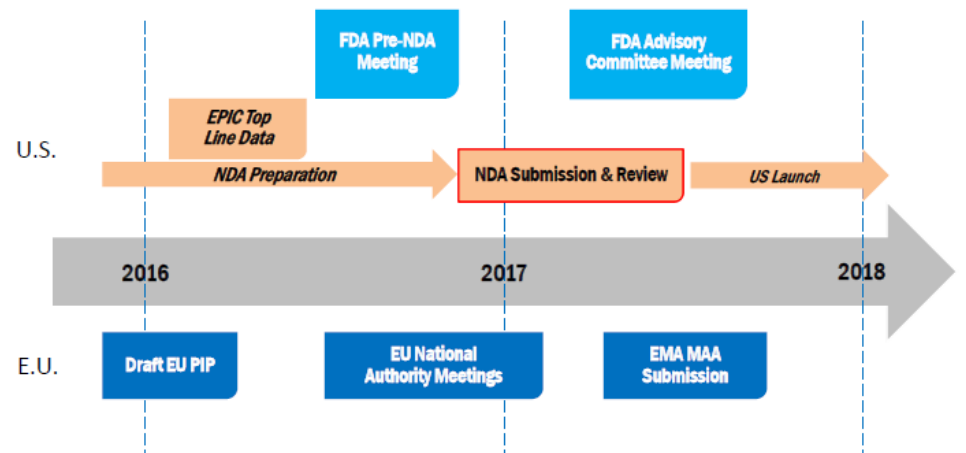 FDA Pre-NDA
Meeting
FDA Advisory
Committee Meeting
EPIC Top
Line Data
U.S.
NDA Preparation
NDA Submission & Review
US Launch
2016
2017
2018
E.U.
Draft EU PIP
EU National
Authority Meetings
EMA MAA
Submission